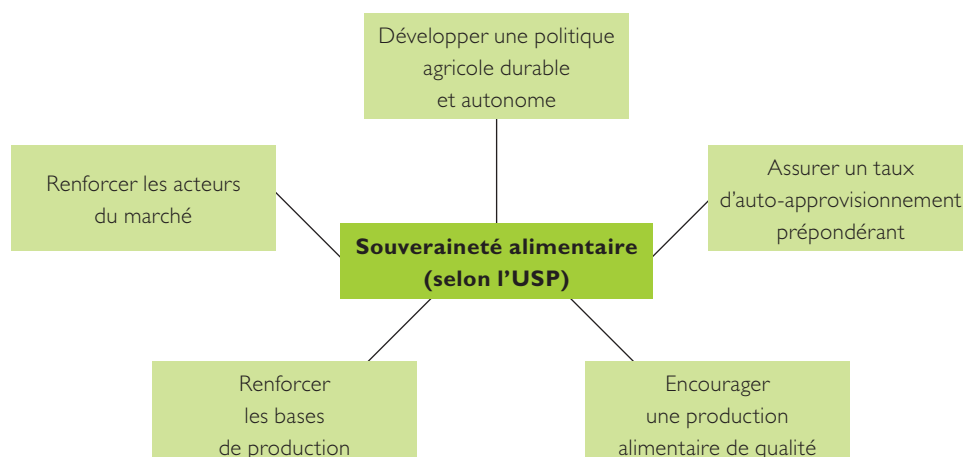 Développer une politique
agricole durable
et autonome
Renforcer les acteurs
du marché
Assurer un taux
d’auto-approvisionnement
prépondérant
Souveraineté alimentaire
(selon l’USP)
Renforcer
les bases
de production
Encourager
une production
alimentaire de qualité